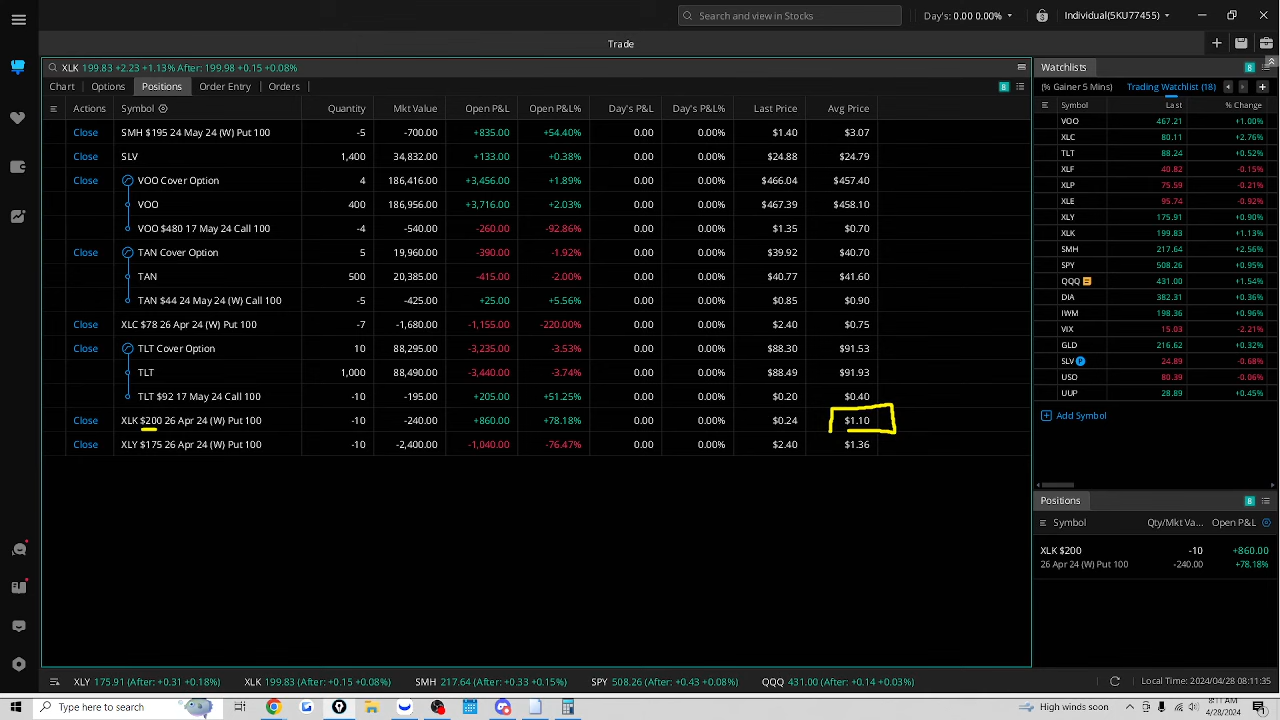 Search and view in Stocks
Day's: 0.00 0.00%
Individual(5KU77455)
Trade
XLK 199.83 +2.23 +1.13% After: 199.98 +0.15 +0.08%
Chart Options Positions Order Entry Orders 8
Actions Symbol Quantity Mkt Value Open P&L Open P&L% Day's P&L Day's P&L% Last Price Avg Price
Close SMH $195 24 May 24 (W) Put 100 -5 -700.00 +835.00 +54.40% 0.00 0.00% $1.40 $3.07
Close SLV 1,400 34,832.00 +133.00 +0.38% 0.00 0.00% $24.88 $24.79
Close VOO Cover Option 4 186,416.00 +3,456.00 +1.89% 0.00 0.00% $466.04 $457.40
VOO 400 186,956.00 +3,716.00 +2.03% 0.00 0.00% $467.39 $458.10
VOO $480 17 May 24 Call 100 -4 -540.00 -260.00 -92.86% 0.00 0.00% $1.35 $0.70
Close TAN Cover Option 5 19,960.00 -390.00 -1.92% 0.00 0.00% $39.92 $40.70
TAN 500 20,385.00 -415.00 -2.00% 0.00 0.00% $40.77 $41.60
TAN $44 24 May 24 (W) Call 100 -5 -425.00 +25.00 +5.56% 0.00 0.00% $0.85 $0.90
Close XLC $78 26 Apr 24 (W) Put 100 -7 -1,680.00 -1,155.00 -220.00% 0.00 0.00% $2.40 $0.75
Close TLT Cover Option 10 88,295.00 -3,235.00 -3.53% 0.00 0.00% $88.30 $91.53
TLT 1,000 88,490.00 -3,440.00 -3.74% 0.00 0.00% $88.49 $91.93
TLT $92 17 May 24 Call 100 -10 -195.00 +205.00 +51.25% 0.00 0.00% $0.20 $0.40
Close XLK $200 26 Apr 24 (W) Put 100 -10 -240.00 +860.00 +78.18% 0.00 0.00% $0.24 $1.10
Close XLY $175 26 Apr 24 (W) Put 100 -10 -2,400.00 -1,040.00 -76.47% 0.00 0.00% $2.40 $1.36
Watchlists 8
(% Gainer 5 Mins) Trading Watchlist (18)
Symbol Last % Change
VOO 467.21 +1.00%
XLC 80.11 +2.76%
TLT 88.24 +0.52%
XLF 40.82 -0.15%
XLP 75.59 -0.21%
XLE 95.74 -0.92%
XLY 175.91 +0.90%
XLK 199.83 +1.13%
SMH 217.64 +2.56%
SPY 508.26 +0.95%
QQQ 431.00 +1.54%
DIA 382.31 +0.36%
IWM 198.36 +0.96%
VIX 15.03 -2.21%
GLD 216.62 +0.32%
SLV P 24.89 -0.68%
USO 80.39 -0.06%
UUP 28.89 +0.45%
Add Symbol
Positions 8
Symbol Qty/Mkt Va... Open P&L
XLK $200 -10 +860.00
26 Apr 24 (W) Put 100 -240.00 +78.18%
XLY 175.91 (After: +0.31 +0.18%) XLK 199.83 (After: +0.15 +0.08%) SMH 217.64 (After: +0.33 +0.15%) SPY 508.26 (After: +0.43 +0.08%) QQQ 431.00 (After: +0.14 +0.03%) Local Time: 2024/04/28 08:11:35
Type here to search
High winds soon
8:11 AM
4/28/2024